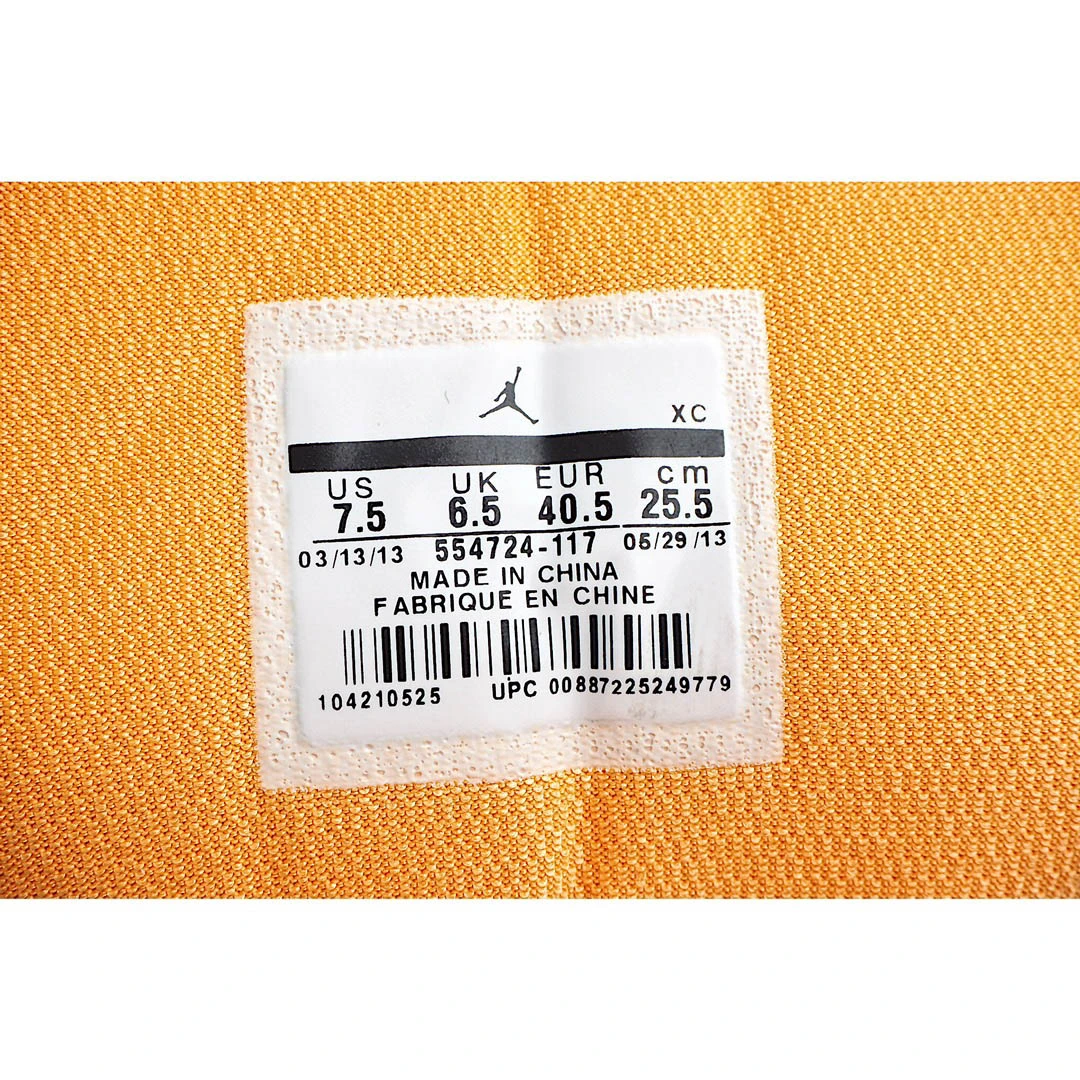 XC
US UK EUR cm
7.5 6.5 40.5 25.5
03/13/13 554724-117 05/29/13
MADE IN CHINA
FABRIQUE EN CHINE
104210525 UPC 00887225249779